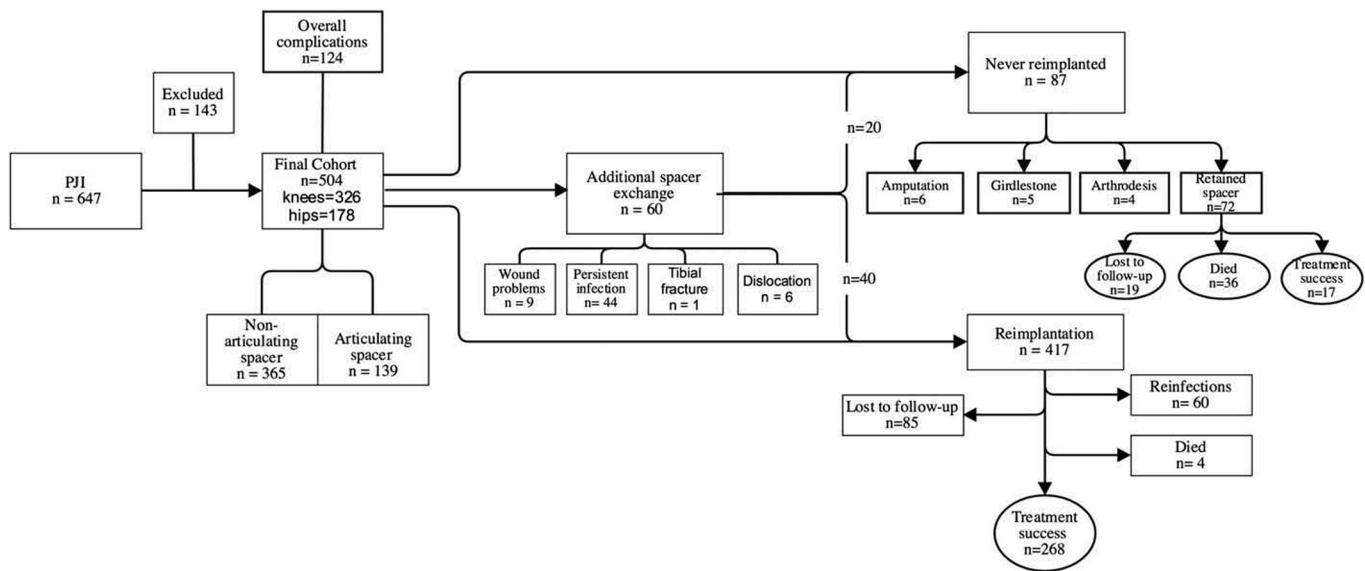 PJI
n = 647
Excluded
n = 143
Overall
complications
n=124
Final Cohort
n=504
knees=326
hips=178
Non-
articulating
spacer
n = 365
Articulating
spacer
n = 139
Additional spacer
exchange
n = 60
Wound
problems
n = 9
Persistent
infection
n= 44
Tibial
fracture
n = 1
Dislocation
n = 6
n=20
n=40
Never reimplanted
n = 87
Amputation
n=6
Girdlestone
n=5
Arthrodesis
n=4
Retained
spacer
n=72
Lost to
follow-up
n=19
Died
n=36
Treatment
success
n=17
Reimplantation
n = 417
Lost to follow-up
n=85
Reinfections
n= 60
Died
n= 4
Treatment
success
n=268